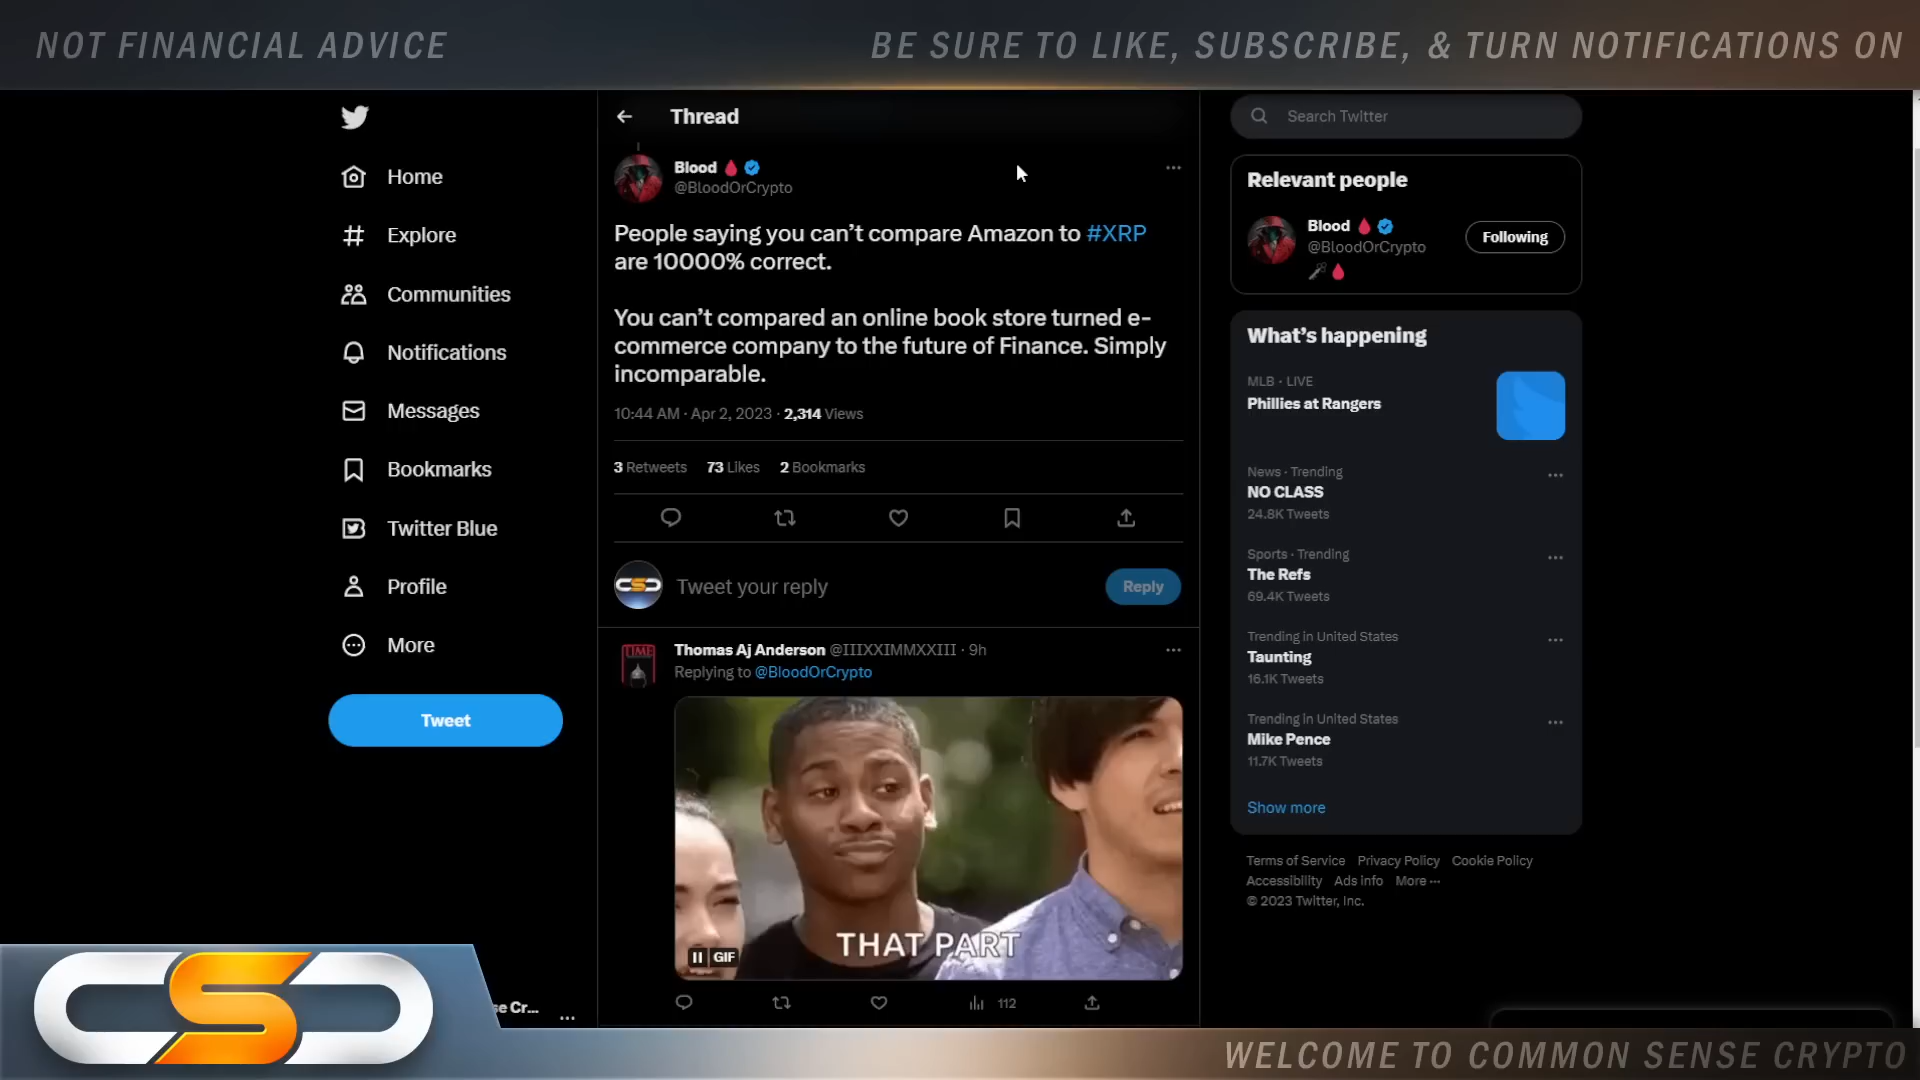 NOT FINANCIAL ADVICE
BE SURE TO LIKE, SUBSCRIBE, & TURN NOTIFICATIONS ON
Home
Explore
Communities
Notifications
Messages
Bookmarks
Twitter Blue
Profile
More
Tweet
se Cr...
Thread
Blood
@BloodOrCrypto
People saying you can't compare Amazon to #XRP
are 10000% correct.
You can't compared an online book store turned e-
commerce company to the future of Finance. Simply
incomparable.
10:44 AM · Apr 2, 2023 · 2,314 Views
3 Retweets 73 Likes 2 Bookmarks
CSC
Tweet your reply
Reply
TIME
Thomas Aj Anderson @IIIXXIMMXXIII · 9h
Replying to @BloodOrCrypto
THAT PART
GIF
112
Search Twitter
Relevant people
Blood
@BloodOrCrypto
Following
What's happening
MLB · LIVE
Phillies at Rangers
News · Trending
NO CLASS
24.8K Tweets
Sports · Trending
The Refs
69.4K Tweets
Trending in United States
Taunting
16.1K Tweets
Trending in United States
Mike Pence
11.7K Tweets
Show more
Terms of Service Privacy Policy Cookie Policy
Accessibility Ads info More ···
© 2023 Twitter, Inc.
CSC
WELCOME TO COMMON SENSE CRYPTO